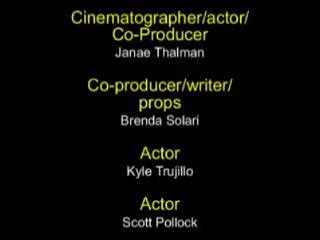 Cinematographer/actor/
Co-Producer
Janae Thalman
Co-producer/writer/
props
Brenda Solari
Actor
Kyle Trujillo
Actor
Scott Pollock